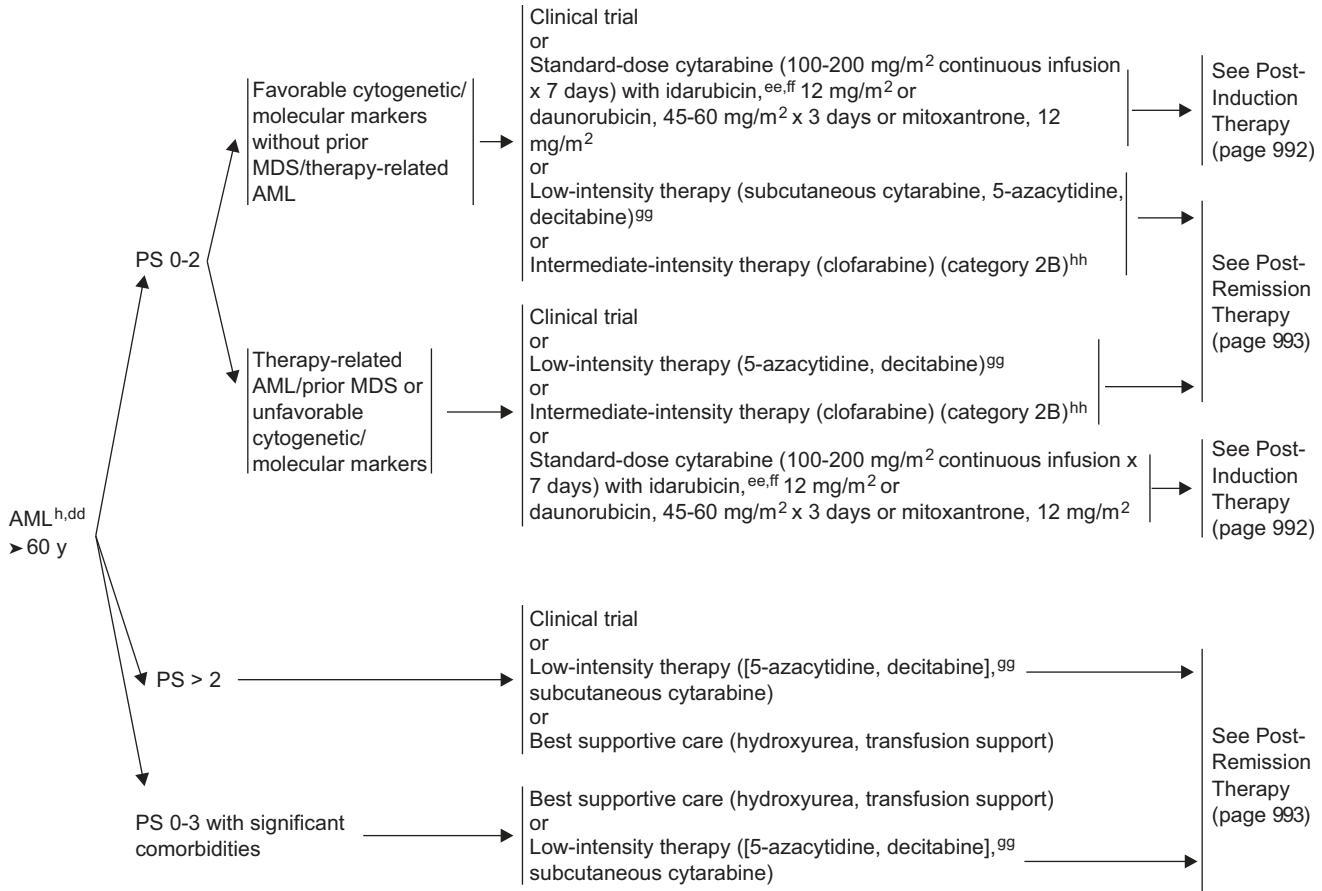 Clinical trial
or
Standard-dose cytarabine (100-200 mg/m² continuous infusion
x 7 days) with idarubicin,ee,ff 12 mg/m² or
daunorubicin, 45-60 mg/m² x 3 days or mitoxantrone, 12
mg/m²
or
Low-intensity therapy (subcutaneous cytarabine, 5-azacytidine,
decitabine)gg
or
Intermediate-intensity therapy (clofarabine) (category 2B)hh
See Post-
Induction
Therapy
(page 992)
Favorable cytogenetic/
molecular markers
without prior
MDS/therapy-related
AML
PS 0-2
See Post-
Remission
Therapy
(page 993)
Therapy-related
AML/prior MDS or
unfavorable
cytogenetic/
molecular markers
Clinical trial
or
Low-intensity therapy (5-azacytidine, decitabine)gg
or
Intermediate-intensity therapy (clofarabine) (category 2B)hh
or
Standard-dose cytarabine (100-200 mg/m² continuous infusion x
7 days) with idarubicin,ee,ff 12 mg/m² or
daunorubicin, 45-60 mg/m² x 3 days or mitoxantrone, 12 mg/m²
See Post-
Induction
Therapy
(page 992)
AMLh,dd
➢ 60 y
PS > 2
Clinical trial
or
Low-intensity therapy ([5-azacytidine, decitabine],gg
subcutaneous cytarabine)
or
Best supportive care (hydroxyurea, transfusion support)
PS 0-3 with significant
comorbidities
Best supportive care (hydroxyurea, transfusion support)
or
Low-intensity therapy ([5-azacytidine, decitabine],gg
subcutaneous cytarabine)
See Post-
Remission
Therapy
(page 993)